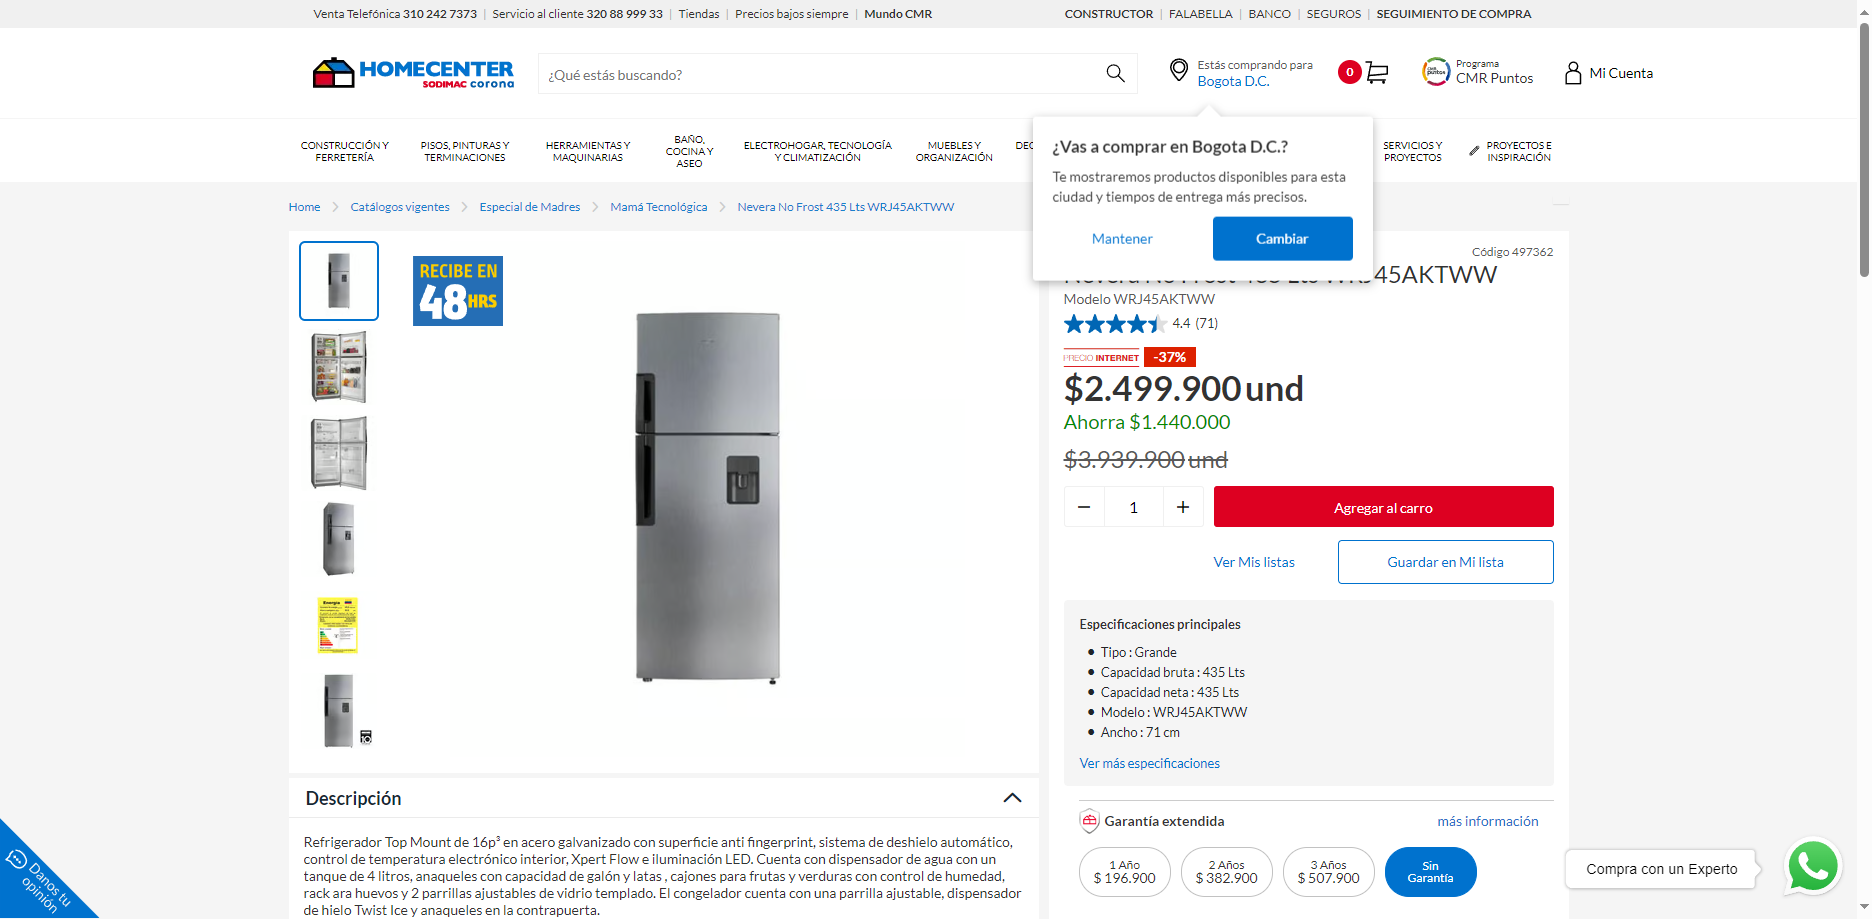 Venta Telefónica 310 242 7373 | Servicio al cliente 320 88 999 33 | Tiendas | Precios bajos siempre | Mundo CMR
CONSTRUCTOR | FALABELLA | BANCO | SEGUROS | SEGUIMIENTO DE COMPRA
HOMECENTER
SODIMAC corona
¿Qué estás buscando?
Estás comprando para
Bogota D.C.
0
Programa
CMR Puntos
Mi Cuenta
CONSTRUCCIÓN Y
FERRETERÍA
PISOS, PINTURAS Y
TERMINACIONES
HERRAMIENTAS Y
MAQUINARIAS
BAÑO,
COCINA Y
ASEO
ELECTROHOGAR, TECNOLOGÍA
Y CLIMATIZACIÓN
MUEBLES Y
ORGANIZACIÓN
SERVICIOS Y
PROYECTOS
PROYECTOS E
INSPIRACIÓN
¿Vas a comprar en Bogota D.C.?
Te mostraremos productos disponibles para esta
ciudad y tiempos de entrega más precisos.
Mantener
Cambiar
Home > Catálogos vigentes > Especial de Madres > Mamá Tecnológica > Nevera No Frost 435 Lts WRJ45AKTWW
RECIBE EN
48HRS
Energía
Código 497362
Nevera No Frost 435 Lts WRJ45AKTWW
Modelo WRJ45AKTWW
4.4 (71)
PRECIO INTERNET -37%
$2.499.900 und
Ahorra $1.440.000
$3.939.900 und
− 1 +
Agregar al carro
Ver Mis listas
Guardar en Mi lista
Especificaciones principales
• Tipo : Grande
• Capacidad bruta : 435 Lts
• Capacidad neta : 435 Lts
• Modelo : WRJ45AKTWW
• Ancho : 71 cm
Ver más especificaciones
Garantía extendida
más información
1 Año
$ 196.900
2 Años
$ 382.900
3 Años
$ 507.900
Sin
Garantía
Descripción
Refrigerador Top Mount de 16p³ en acero galvanizado con superficie anti fingerprint, sistema de deshielo automático,
control de temperatura electrónico interior, Xpert Flow e iluminación LED. Cuenta con dispensador de agua con un
tanque de 4 litros, anaqueles con capacidad de galón y latas , cajones para frutas y verduras con control de humedad,
rack ara huevos y 2 parrillas ajustables de vidrio templado. El congelador cuenta con una parrilla ajustable, dispensador
de hielo Twist Ice y anaqueles en la contrapuerta.
Danos tu
opinión
Compra con un Experto